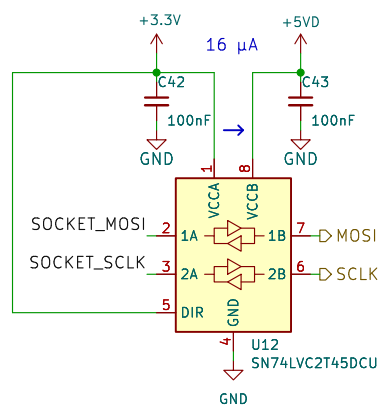 +3.3V
+5VD
16 µA
C42
C43
100nF
100nF
GND
GND
1
8
VCCA
VCCB
SOCKET_MOSI
2
1A
1B
7
MOSI
SOCKET_SCLK
3
2A
2B
6
SCLK
5
DIR
GND
4
U12
SN74LVC2T45DCU
GND